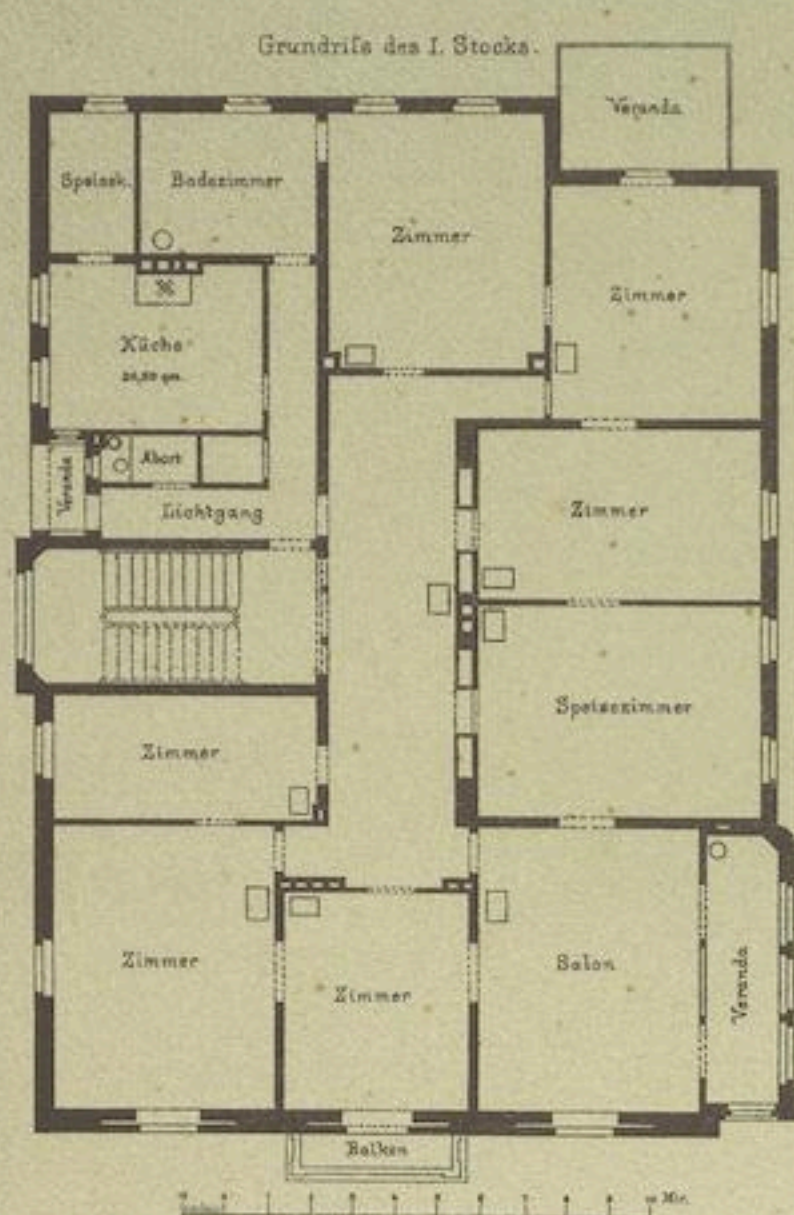 Grundriſs des I. Stocks.
Veranda
Speisek.
Badezimmer
Zimmer
Zimmer
Küche
Veranda
Abort
Lichtgang
Zimmer
Speisezimmer
Zimmer
Zimmer
Zimmer
Salon
Veranda
Balkon